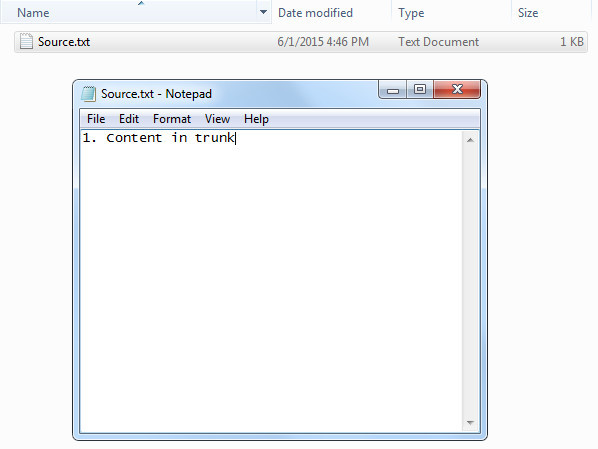 Name Date modified Type Size
Source.txt 6/1/2015 4:46 PM Text Document 1 KB
Source.txt - Notepad
File Edit Format View Help
1. Content in trunk